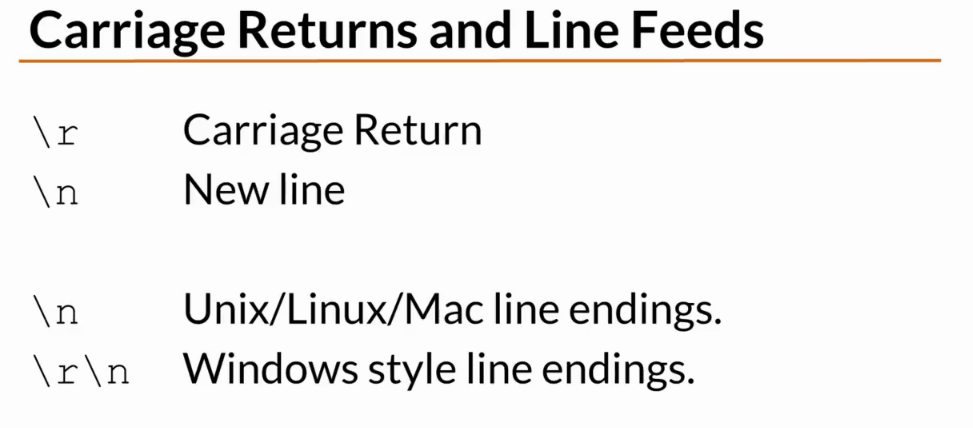 Carriage Returns and Line Feeds
\r Carriage Return
\n New line
\n Unix/Linux/Mac line endings.
\r\n Windows style line endings.